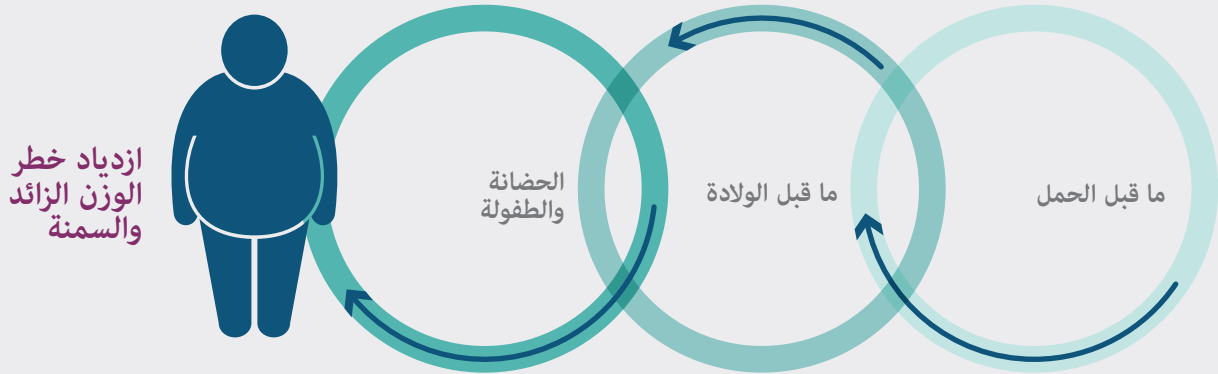 ما قبل الحمل
ما قبل الولادة
الحضانة
والطفولة
ازدياد خطر
الوزن الزائد
والسمنة